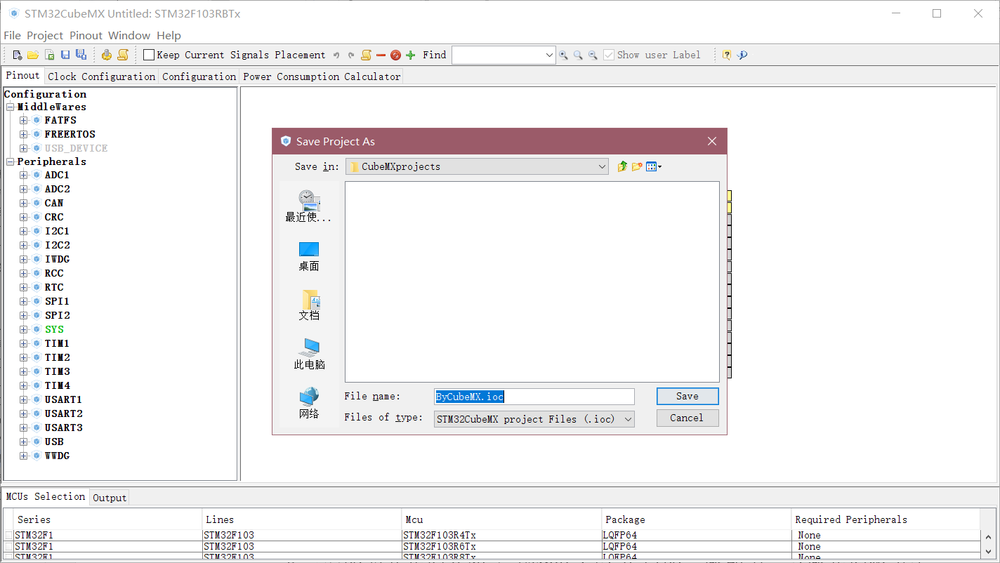 STM32CubeMX Untitled: STM32F103RBTx
File Project Pinout Window Help
Keep Current Signals Placement Find Show user Label
Pinout Clock Configuration Configuration Power Consumption Calculator
Configuration
MiddleWares
FATFS
FREERTOS
USB_DEVICE
Peripherals
ADC1
ADC2
CAN
CRC
I2C1
I2C2
IWDG
RCC
RTC
SPI1
SPI2
SYS
TIM1
TIM2
TIM3
TIM4
USART1
USART2
USART3
USB
WWDG
Save Project As
Save in: CubeMXprojects
最近使...
桌面
文档
此电脑
网络
File name: ByCubeMX.ioc Save
Files of type: STM32CubeMX project Files (.ioc) Cancel
MCUs Selection Output
Series Lines Mcu Package Required Peripherals
STM32F1 STM32F103 STM32F103R4Tx LQFP64 None
STM32F1 STM32F103 STM32F103R6Tx LQFP64 None
STM32F1 STM32F103 STM32F103R8Tx LQFP64 None